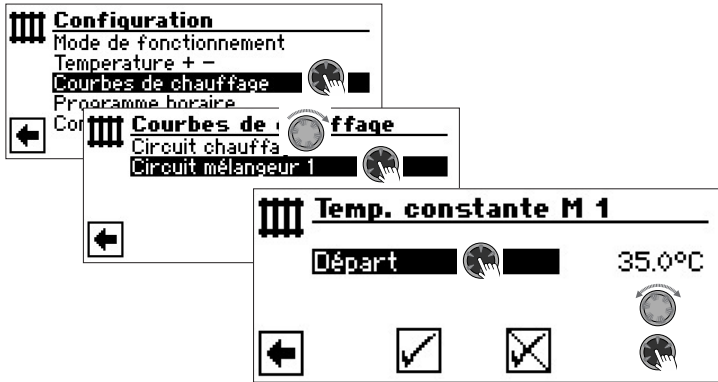 Configuration
Mode de fonctionnement
Temperature + −
Courbes de chauffage
Programme horaire
Courbes de
ffage
Circuit
Circuit mélangeur 1
Temp. constante M 1
Départ 35.0°C